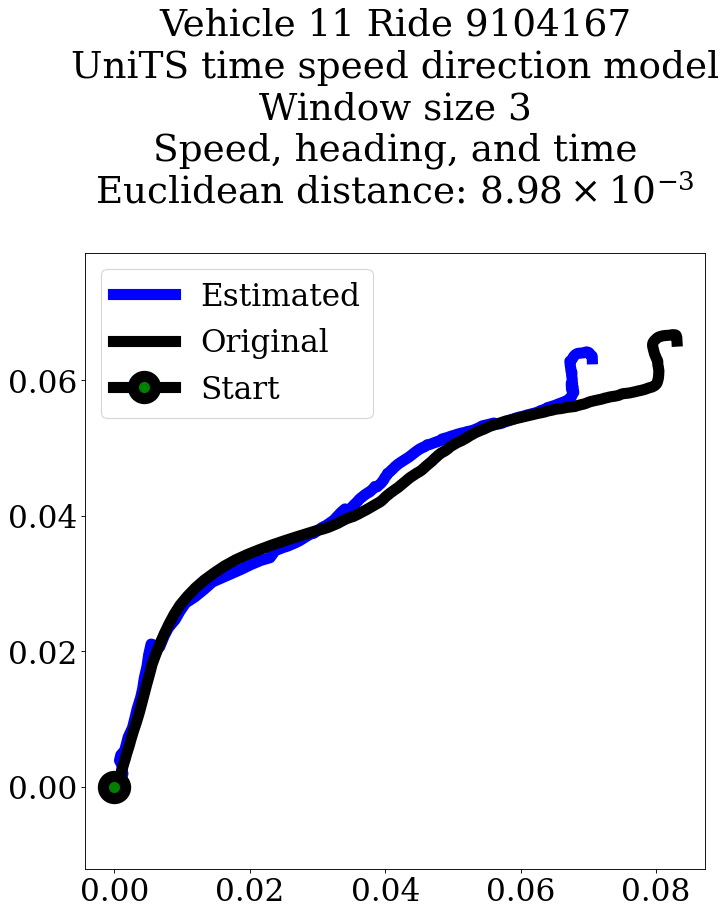 Vehicle 11 Ride 9104167
UniTS time speed direction model
Window size 3
Speed, heading, and time
Euclidean distance: 8.98 × 10⁻³
Estimated
Original
Start
0.06
0.04
0.02
0.00
0.00 0.02 0.04 0.06 0.08